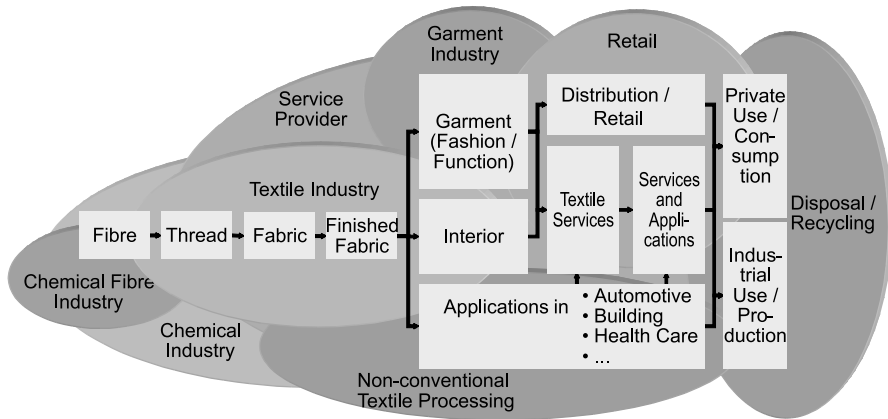 Garment
Industry
Retail
Service
Provider
Garment
(Fashion /
Function)
Distribution /
Retail
Private
Use /
Con-
sump
tion
Textile Industry
Textile
Services
Services
and
Appli-
cations
Disposal /
Recycling
Fibre
Thread
Fabric
Finished
Fabric
Interior
Indus-
trial
Use /
Pro-
duction
Chemical Fibre
Industry
Chemical
Industry
Applications in
• Automotive
• Building
• Health Care
• ...
Non-conventional
Textile Processing